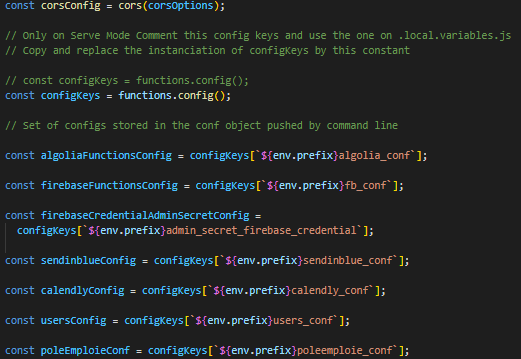 const corsConfig = cors(corsOptions);
// Only on Serve Mode Comment this config keys and use the one on .local.variables.js
// Copy and replace the instanciation of configKeys by this constant
// const configKeys = functions.config();
const configKeys = functions.config();
// Set of configs stored in the conf object pushed by command line
const algoliaFunctionsConfig = configKeys[`${env.prefix}algolia_conf`];
const firebaseFunctionsConfig = configKeys[`${env.prefix}fb_conf`];
const firebaseCredentialAdminSecretConfig =
configKeys[`${env.prefix}admin_secret_firebase_credential`];
const sendinblueConfig = configKeys[`${env.prefix}sendinblue_conf`];
const calendlyConfig = configKeys[`${env.prefix}calendly_conf`];
const usersConfig = configKeys[`${env.prefix}users_conf`];
const poleEmploieConf = configKeys[`${env.prefix}poleemploie_conf`];